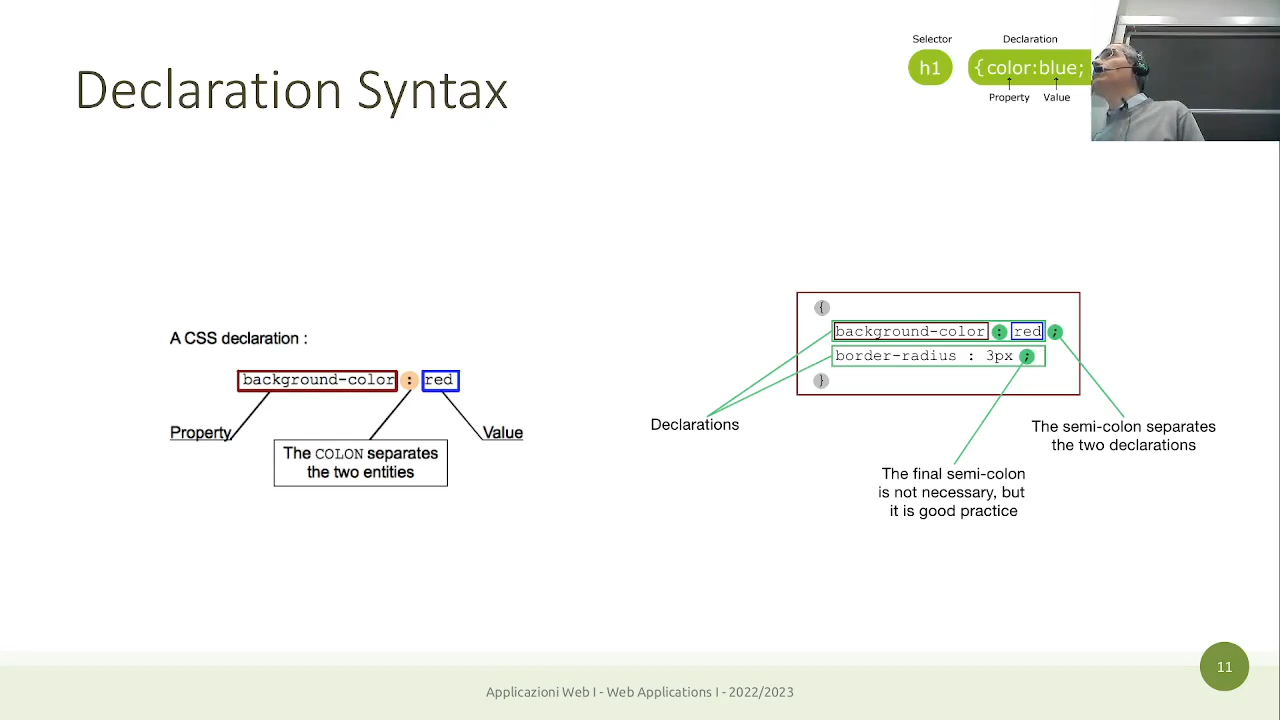 Declaration Syntax
Selector
Declaration
h1
{color:blue;
Property
Value
A CSS declaration :
background-color : red
Property
Value
The COLON separates
the two entities
{
background-color : red ;
border-radius : 3px ;
}
Declarations
The semi-colon separates
the two declarations
The final semi-colon
is not necessary, but
it is good practice
11
Applicazioni Web I - Web Applications I - 2022/2023